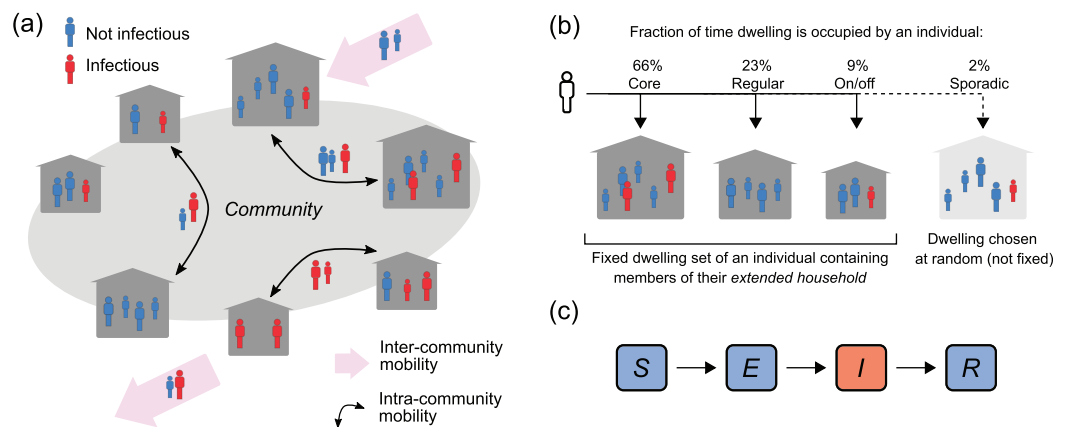 (a)
Not infectious
Infectious
Community
Inter-community
mobility
Intra-community
mobility
(b)
Fraction of time dwelling is occupied by an individual:
66% 23% 9% 2%
Core Regular On/off Sporadic
Fixed dwelling set of an individual containing
members of their extended household
Dwelling chosen
at random (not fixed)
(c)
S E I R